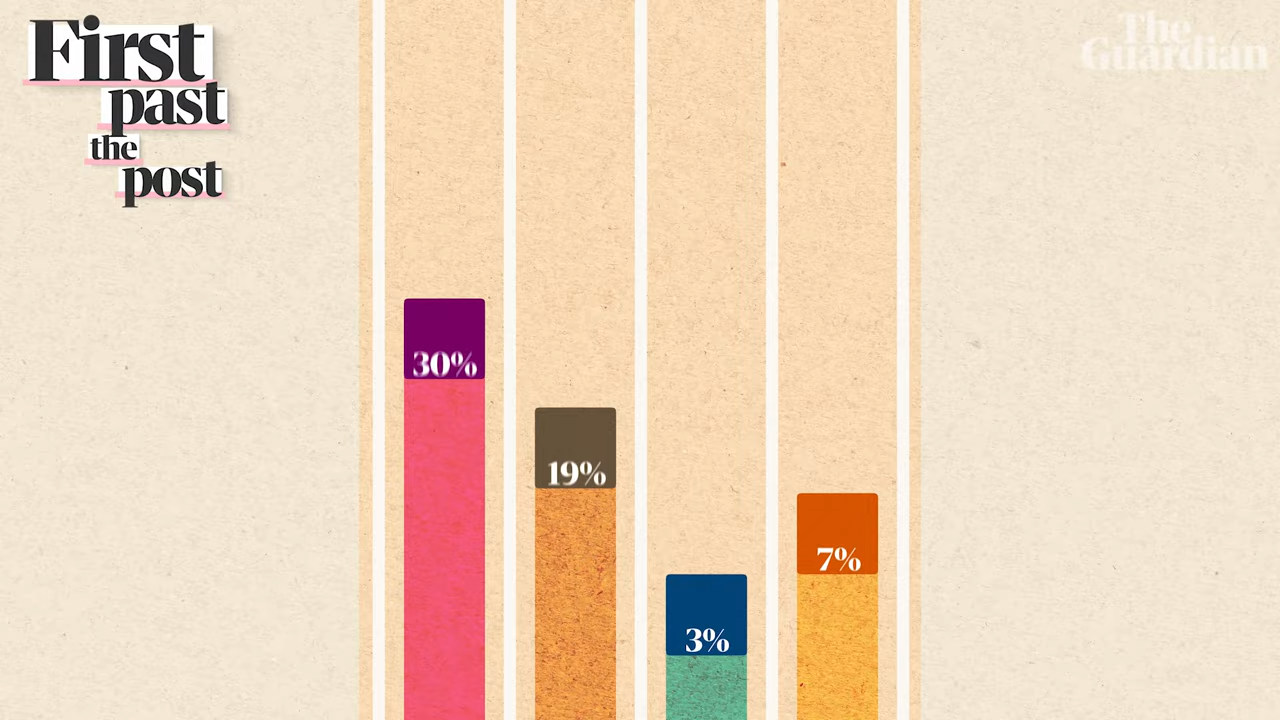 First
past
the
post
The
Guardian
30%
19%
3%
7%